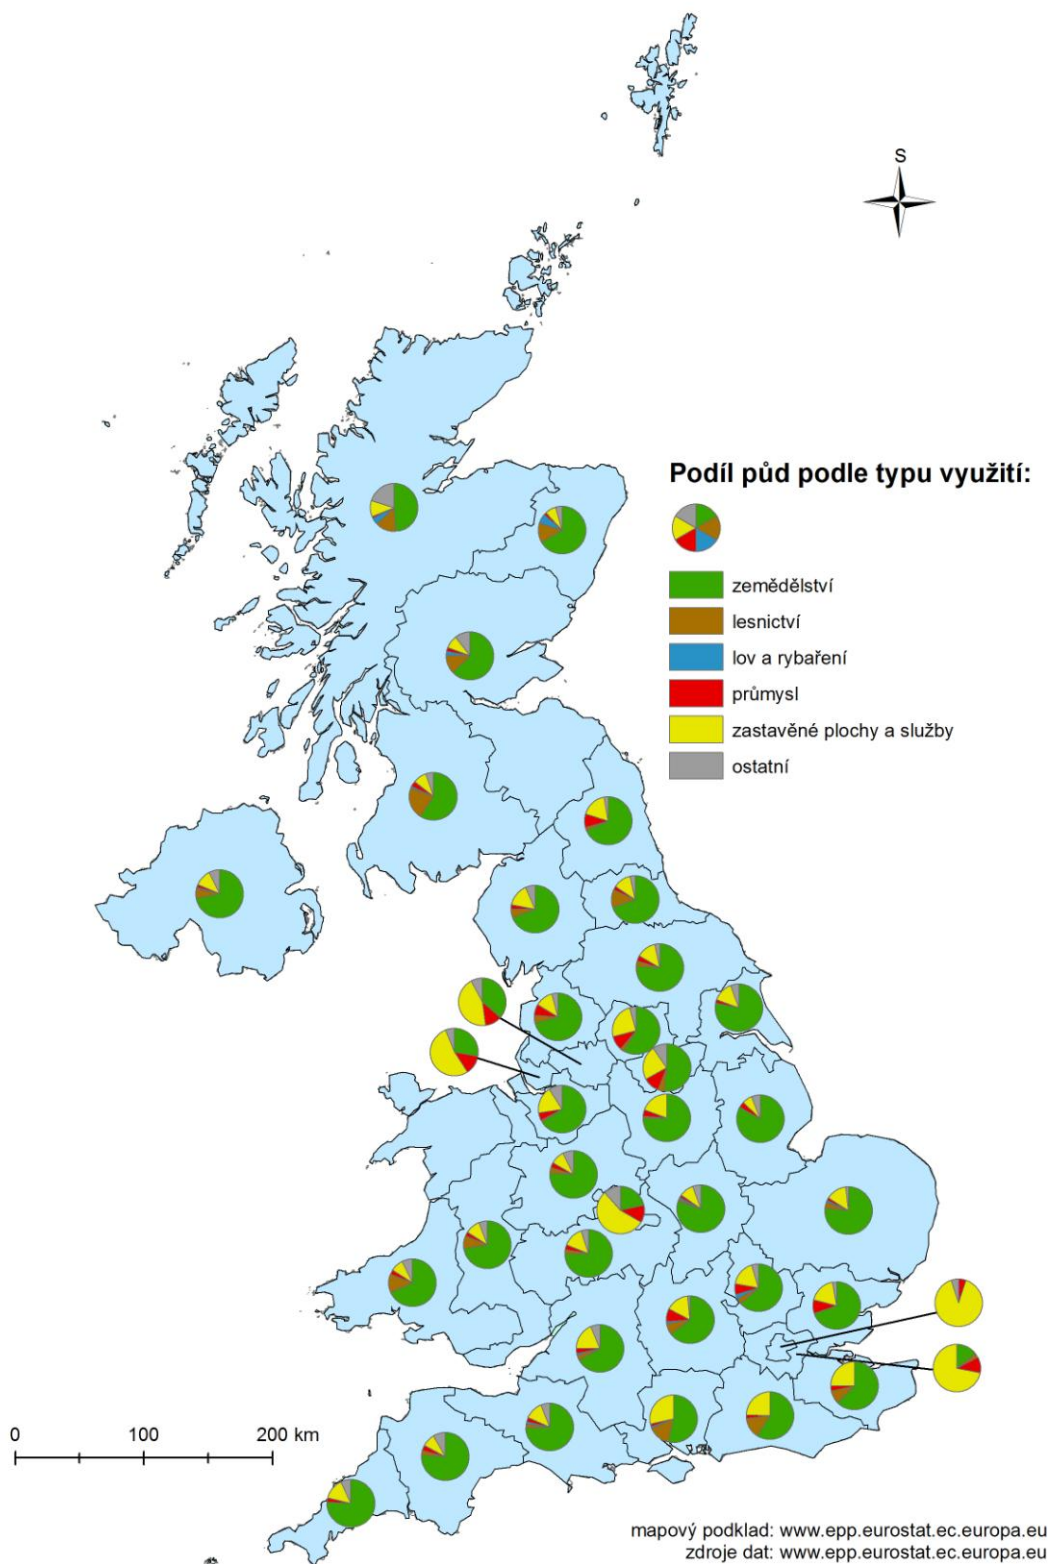 S
Podíl půd podle typu využití:
zemědělství
lesnictví
lov a rybaření
průmysl
zastavěné plochy a služby
ostatní
0 100 200 km
mapový podklad: www.epp.eurostat.ec.europa.eu
zdroje dat: www.epp.eurostat.ec.europa.eu